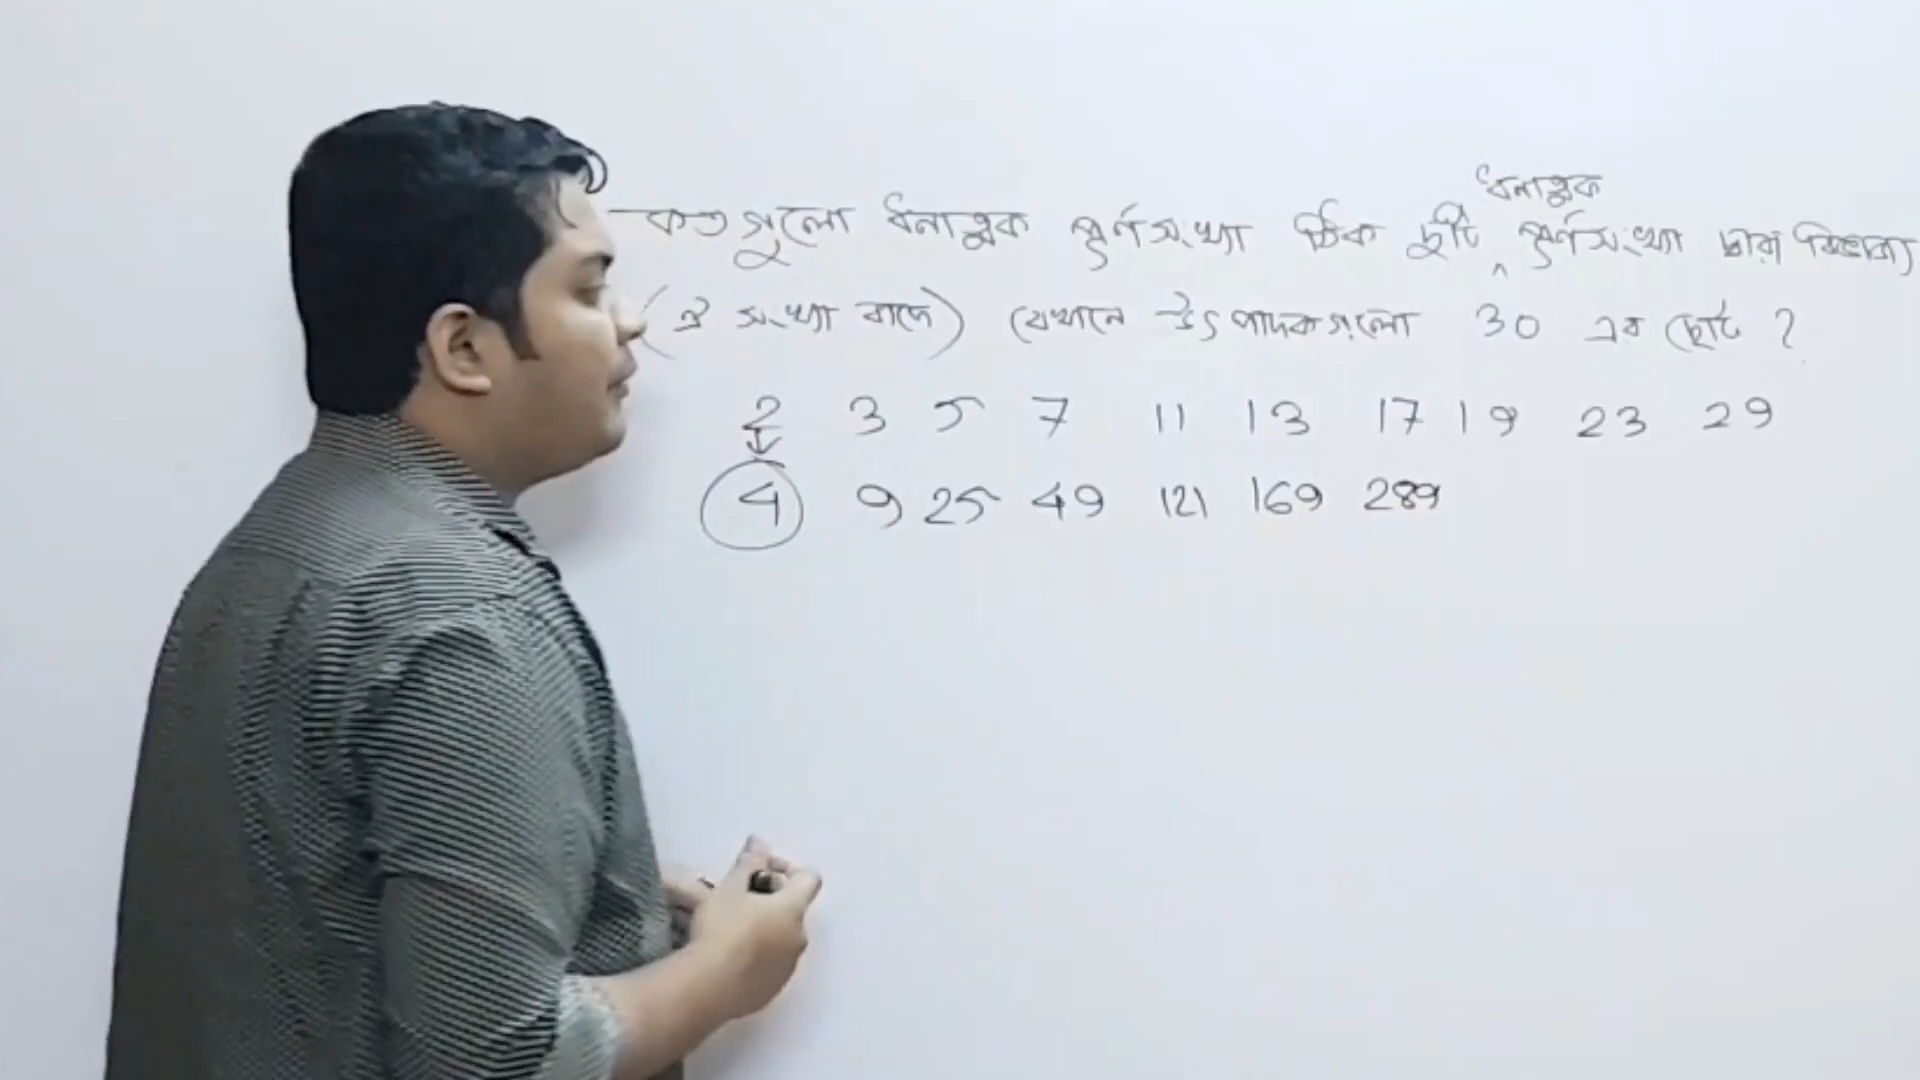 ধনাত্মক
কতগুলো ধনাত্মক পূর্ণসংখ্যা ঠিক দুটি ^ পূর্ণসংখ্যা দ্বারা বিভাজ্য
(ঐ সংখ্যা বাদে) যেখানে উৎপাদকগুলো 30 এর ছোট ?
2 3 5 7 11 13 17 19 23 29
4 9 25 49 121 169 289